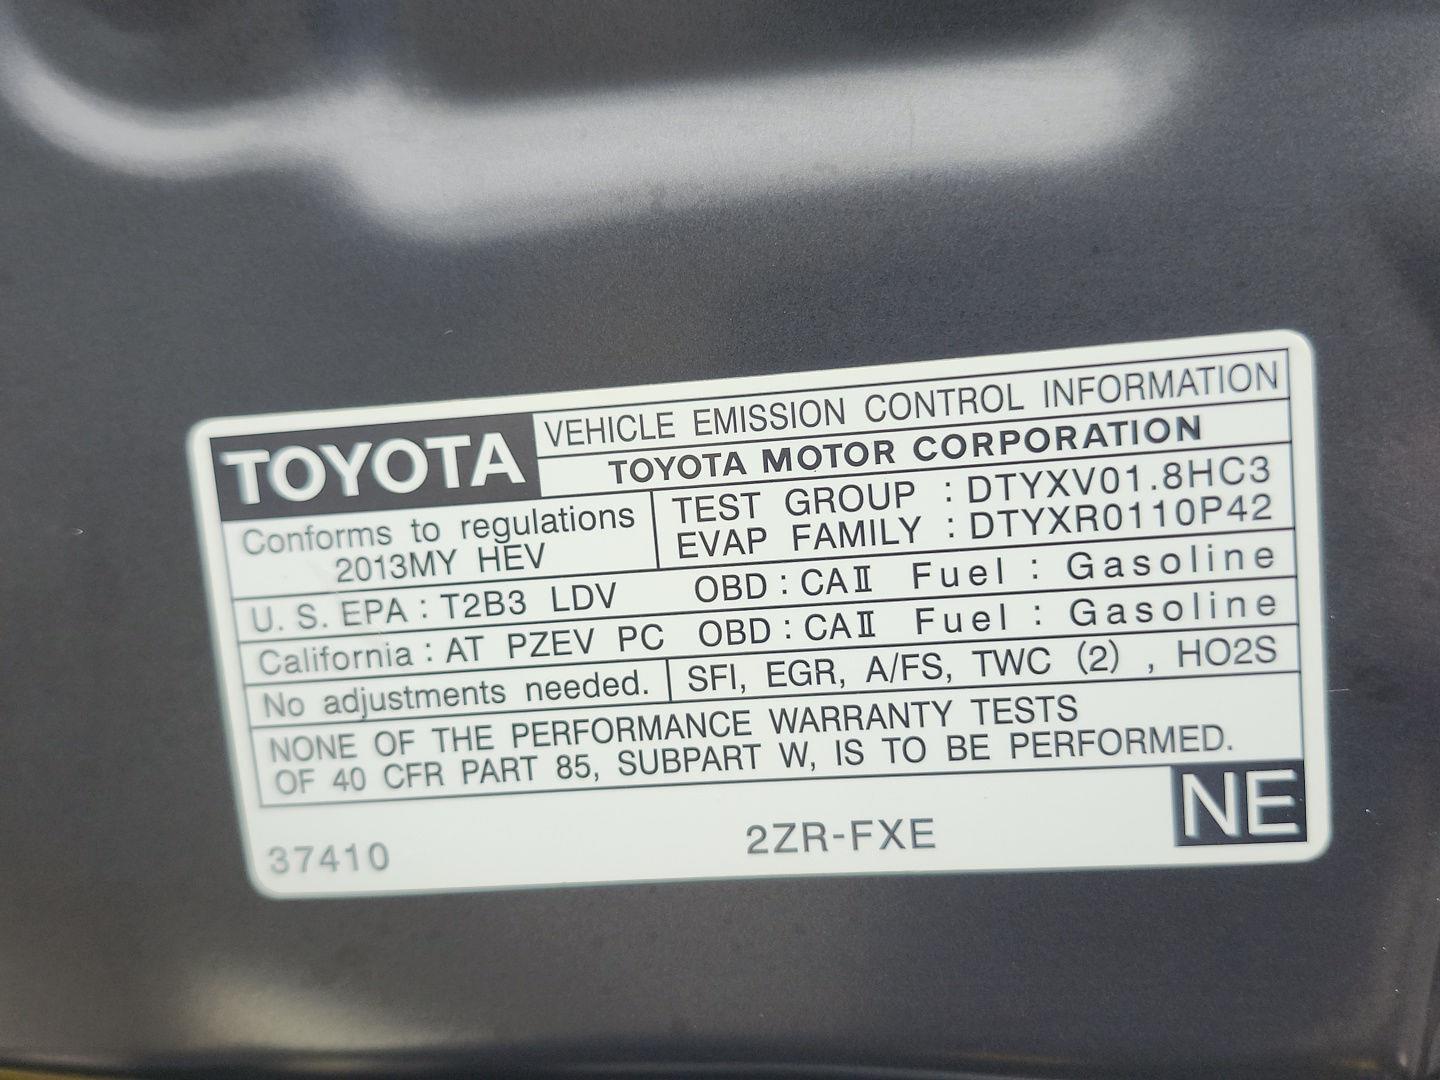 TOYOTA
VEHICLE EMISSION CONTROL INFORMATION
TOYOTA MOTOR CORPORATION
Conforms to regulations
2013MY HEV
TEST GROUP : DTYXV01.8HC3
EVAP FAMILY : DTYXR0110P42
U. S. EPA : T2B3 LDV OBD : CAⅡ Fuel : Gasoline
California : AT PZEV PC OBD : CAⅡ Fuel : Gasoline
No adjustments needed. SFI, EGR, A/FS, TWC (2) , HO2S
NONE OF THE PERFORMANCE WARRANTY TESTS
OF 40 CFR PART 85, SUBPART W, IS TO BE PERFORMED.
37410 2ZR-FXE NE